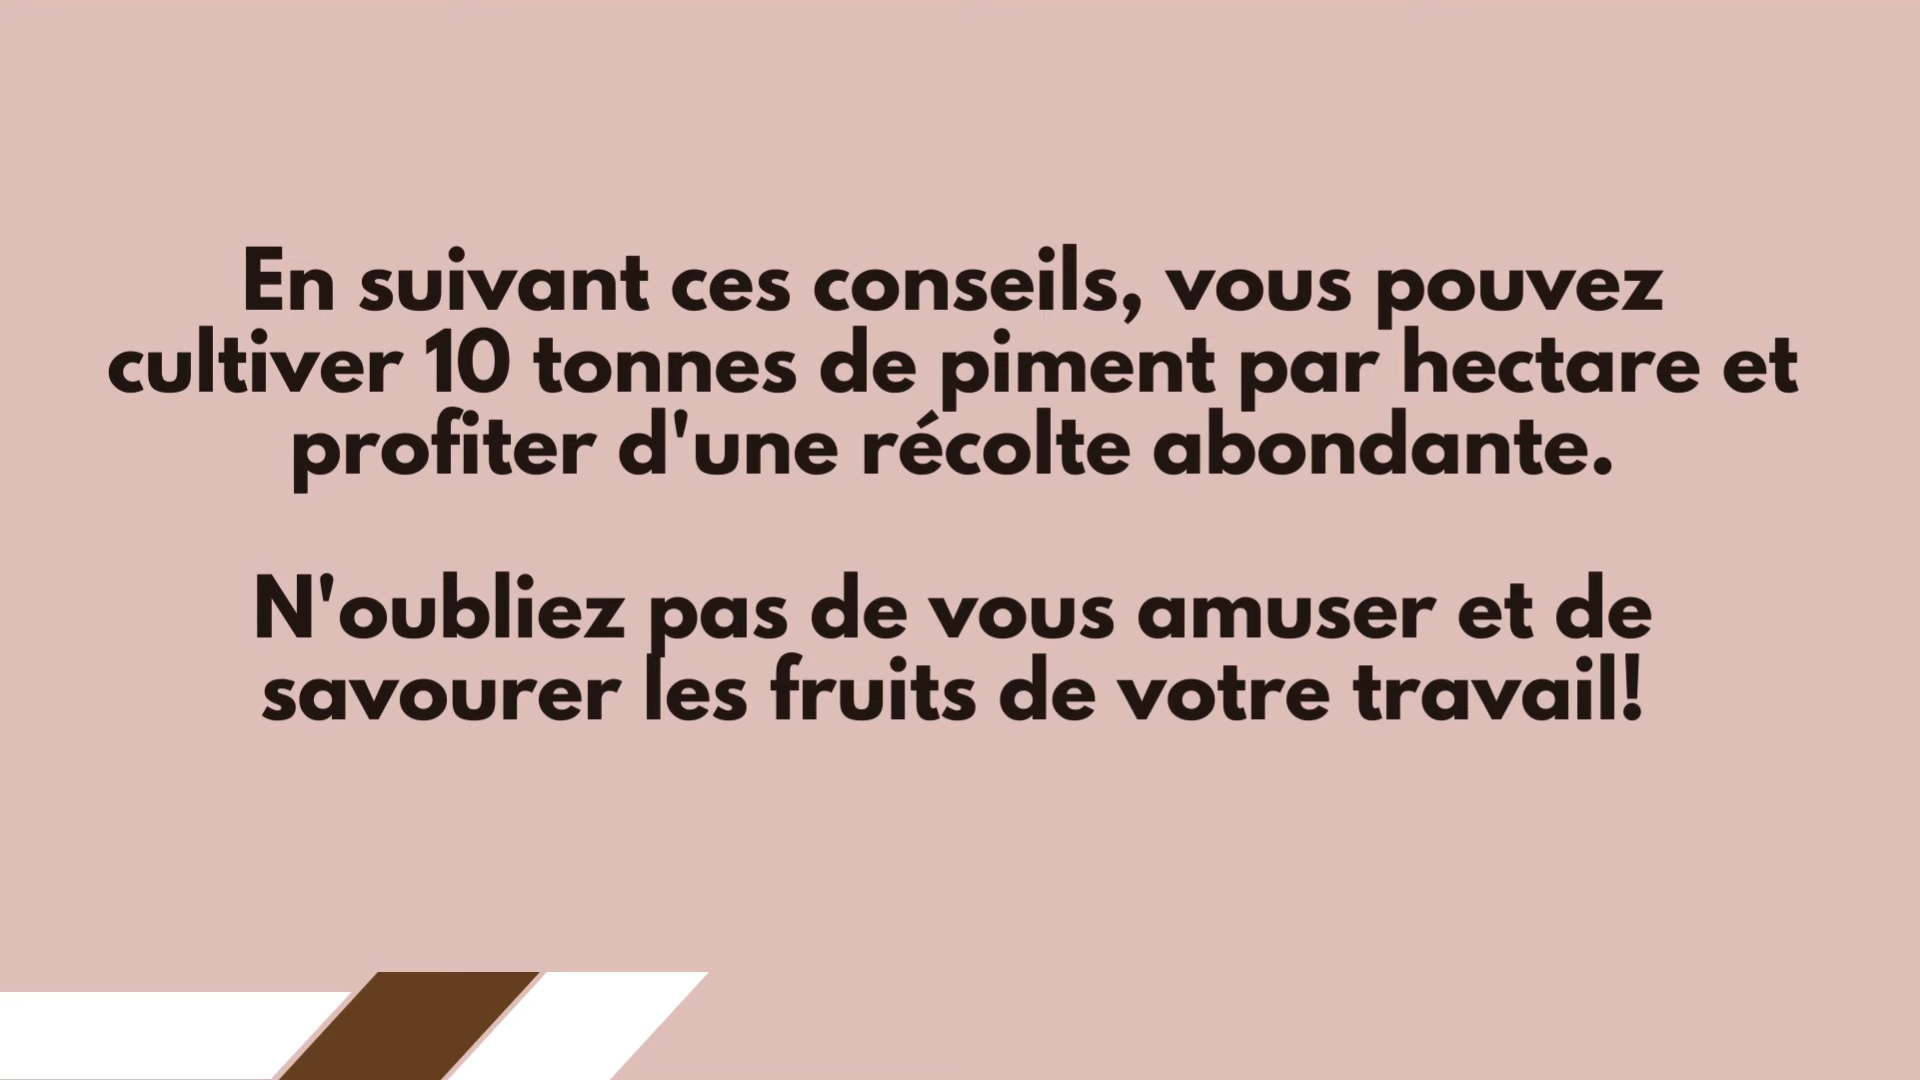 En suivant ces conseils, vous pouvez
cultiver 10 tonnes de piment par hectare et
profiter d'une récolte abondante.
N'oubliez pas de vous amuser et de
savourer les fruits de votre travail!